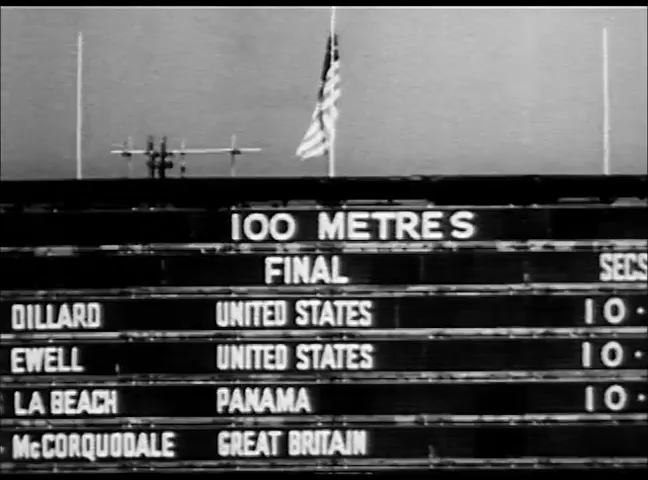 100 METRES
FINAL SECS
DILLARD UNITED STATES 10.
EWELL UNITED STATES 10.
LA BEACH PANAMA 10.
McCORQUODALE GREAT BRITAIN